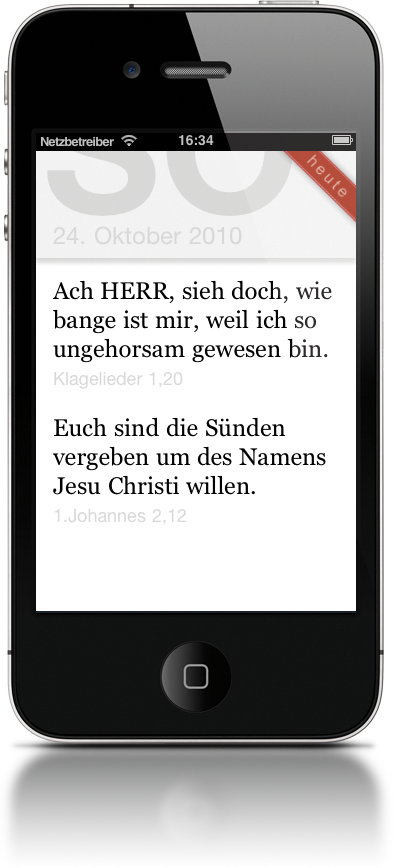 Netzbetreiber 16:34
SO
heute
24. Oktober 2010
Ach HERR, sieh doch, wie
bange ist mir, weil ich so
ungehorsam gewesen bin.
Klagelieder 1,20
Euch sind die Sünden
vergeben um des Namens
Jesu Christi willen.
1.Johannes 2,12